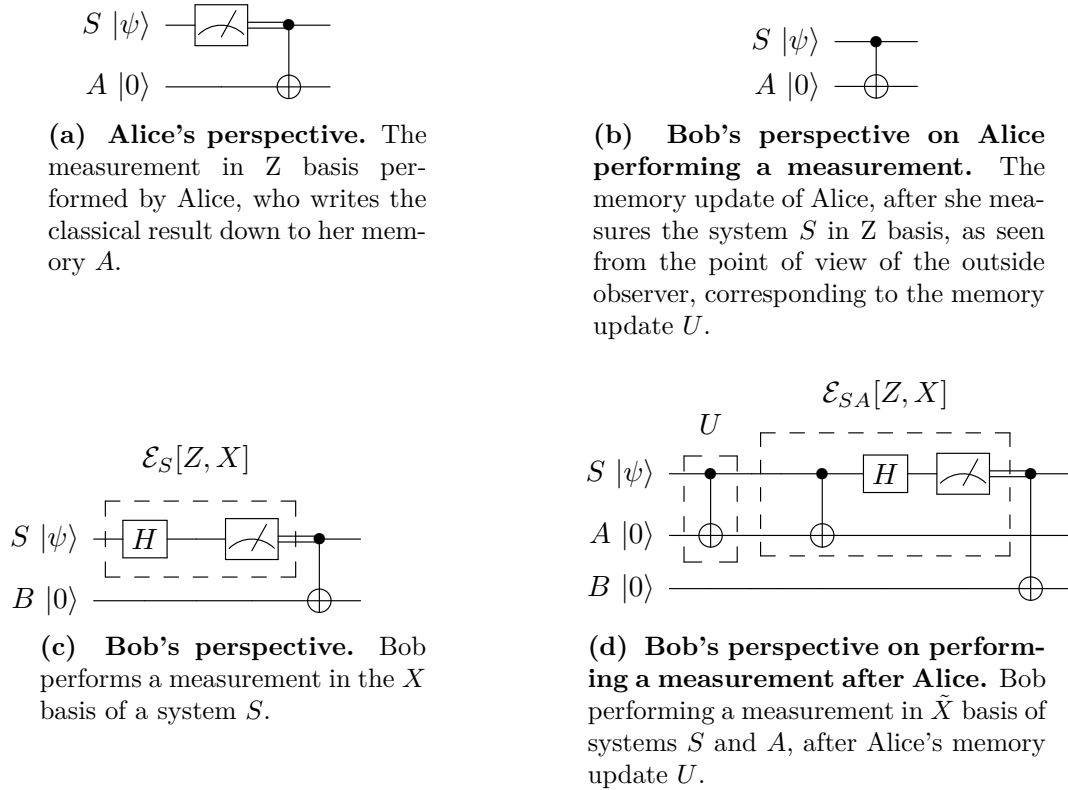 S |ψ⟩
A |0⟩
(a) Alice's perspective. The
measurement in Z basis per-
formed by Alice, who writes the
classical result down to her mem-
ory A.
S |ψ⟩
A |0⟩
(b) Bob's perspective on Alice
performing a measurement. The
memory update of Alice, after she mea-
sures the system S in Z basis, as seen
from the point of view of the outside
observer, corresponding to the memory
update U.
ℰ_S[Z, X]
S |ψ⟩ H
B |0⟩
(c) Bob's perspective. Bob
performs a measurement in the X
basis of a system S.
ℰ_{SA}[Z, X]
U
S |ψ⟩ H
A |0⟩
B |0⟩
(d) Bob's perspective on perform-
ing a measurement after Alice. Bob
performing a measurement in X̃ basis of
systems S and A, after Alice's memory
update U.